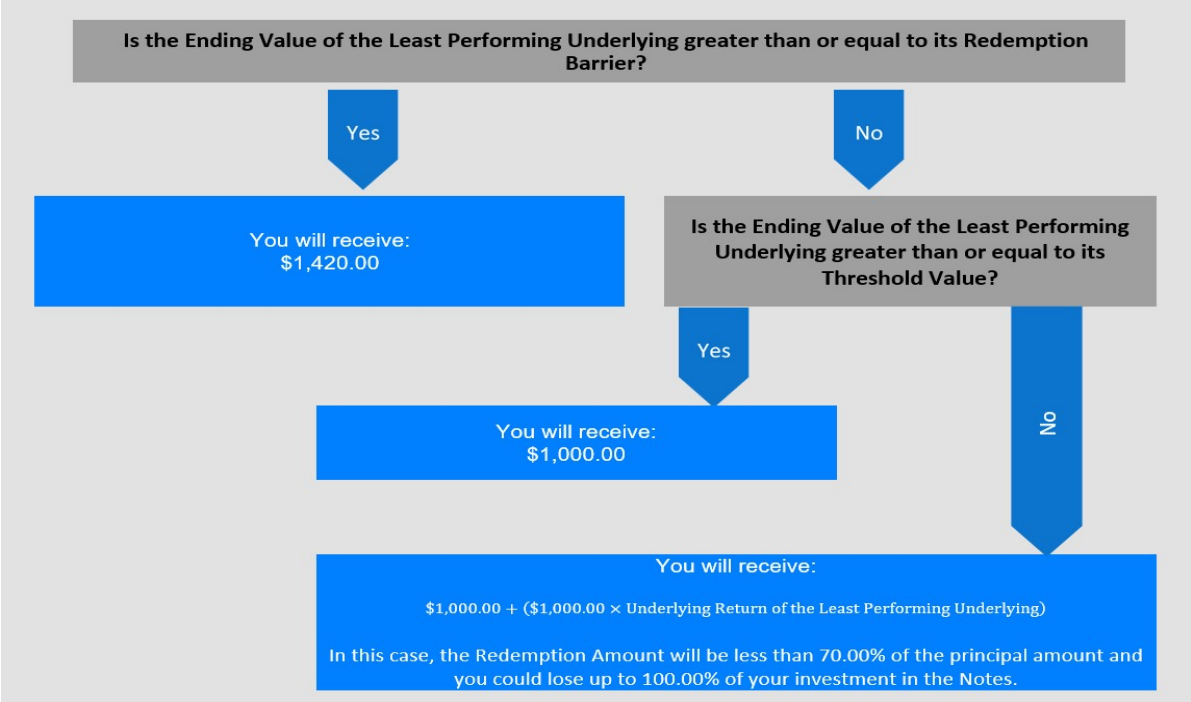 Is the Ending Value of the Least Performing Underlying greater than or equal to its Redemption
Barrier?
Yes
No
You will receive:
$1,420.00
Is the Ending Value of the Least Performing
Underlying greater than or equal to its
Threshold Value?
Yes
No
You will receive:
$1,000.00
You will receive:
$1,000.00 + ($1,000.00 × Underlying Return of the Least Performing Underlying)
In this case, the Redemption Amount will be less than 70.00% of the principal amount and
you could lose up to 100.00% of your investment in the Notes.